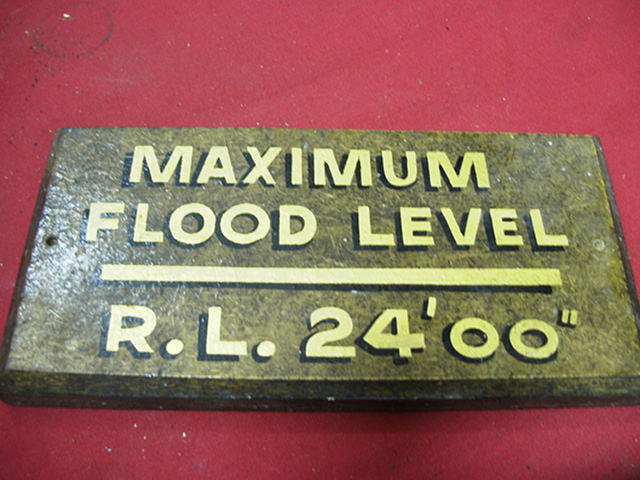 MAXIMUM
FLOOD LEVEL
R.L. 24'00"